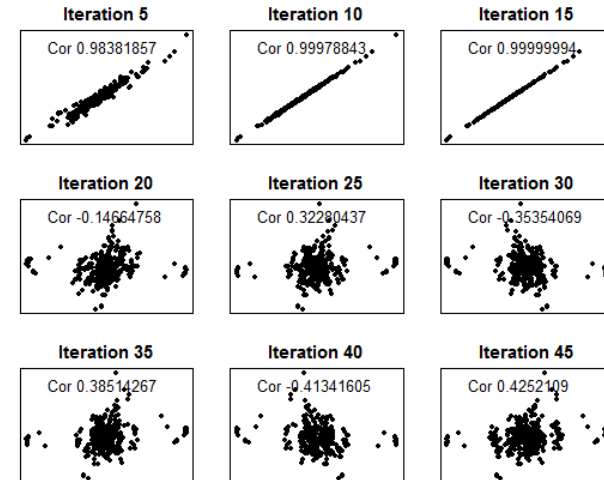 Iteration 5 Iteration 10 Iteration 15
Cor 0.98381857 Cor 0.99978843 Cor 0.99999994
Iteration 20 Iteration 25 Iteration 30
Cor -0.14664758 Cor 0.32280437 Cor -0.35354069
Iteration 35 Iteration 40 Iteration 45
Cor 0.38514267 Cor -0.41341605 Cor 0.4252109